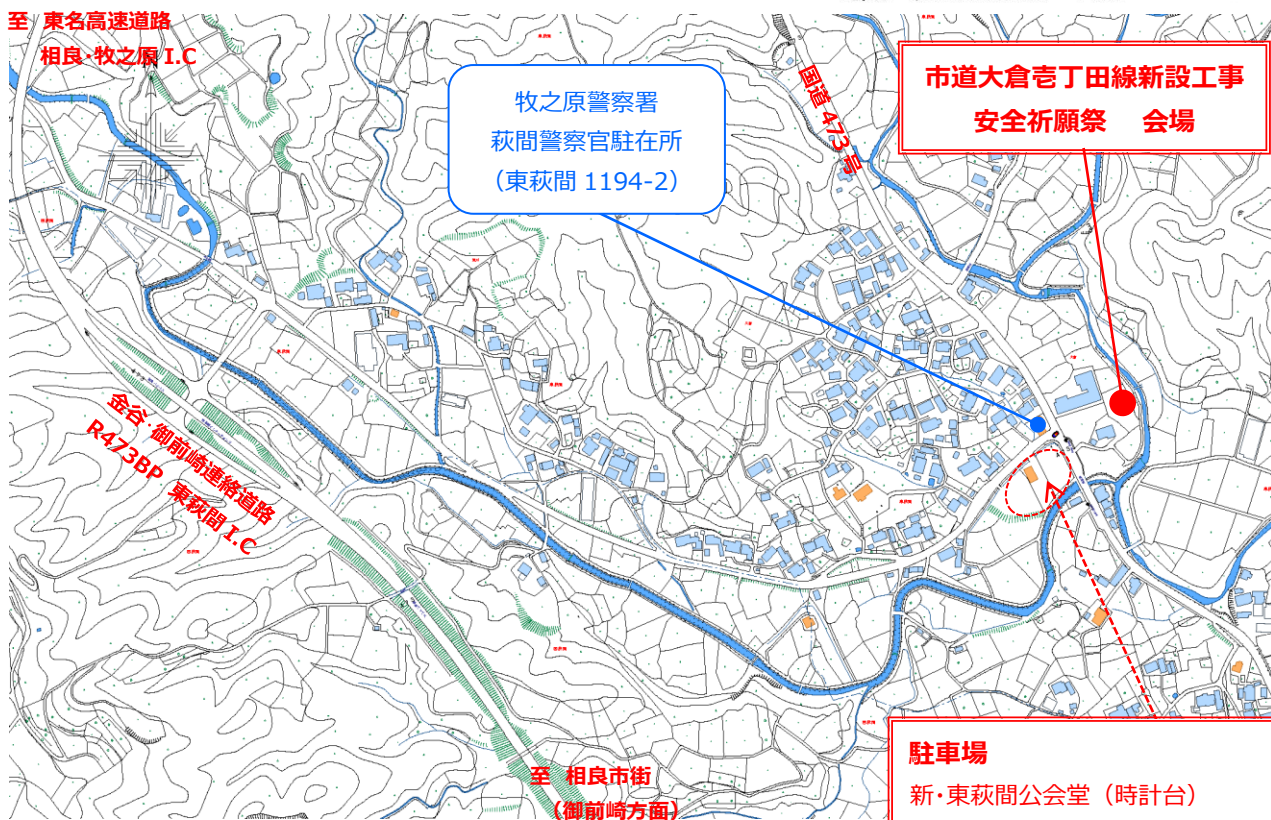 至 東名高速道路
相良・牧之原 I.C
牧之原警察署
萩間警察官駐在所
（東萩間 1194-2）
国道 473号
市道大倉壱丁田線新設工事
安全祈願祭 会場
金谷・御前崎連絡道路
R473BP 東萩間 I.C
至 相良市街
（御前崎方面）
駐車場
新・東萩間公会堂（時計台）